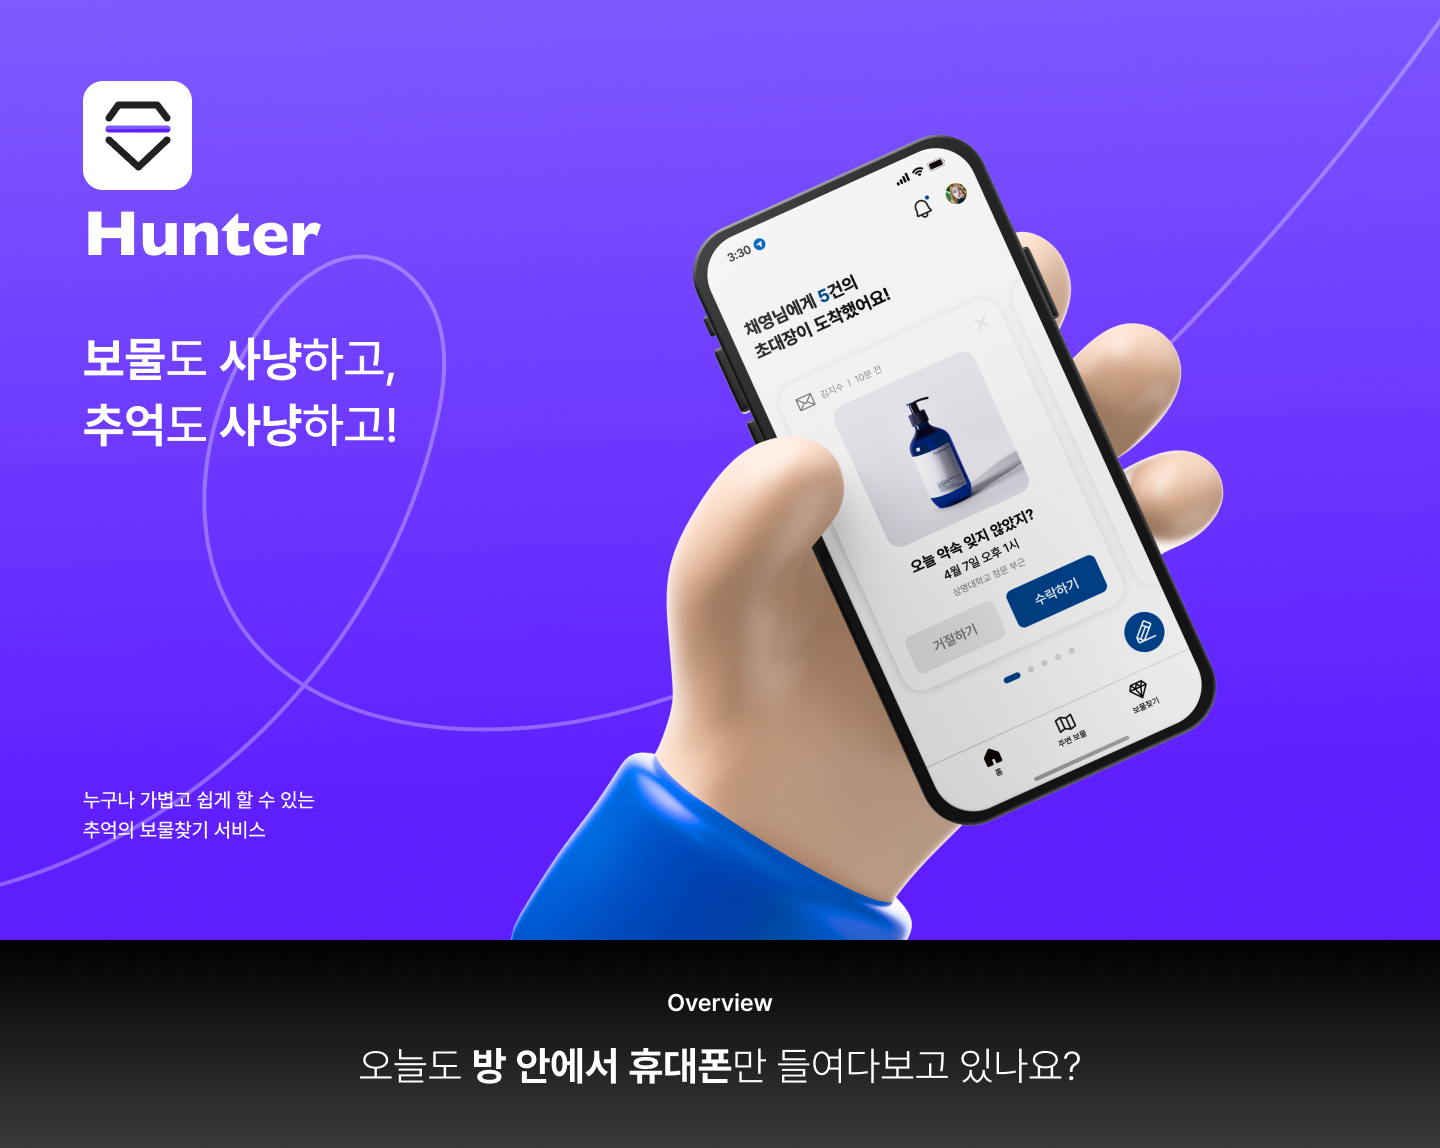 Hunter
보물도 사냥하고,
추억도 사냥하고!
누구나 가볍고 쉽게 할 수 있는
추억의 보물찾기 서비스
3:30
채영님에게 5건의
초대장이 도착했어요!
김지수 | 10분 전
오늘 약속 잊지 않았지?
4월 7일 오후 1시
상명대학교 정문 부근
거절하기
수락하기
홈
주변 보물
보물찾기
Overview
오늘도 방 안에서 휴대폰만 들여다보고 있나요?